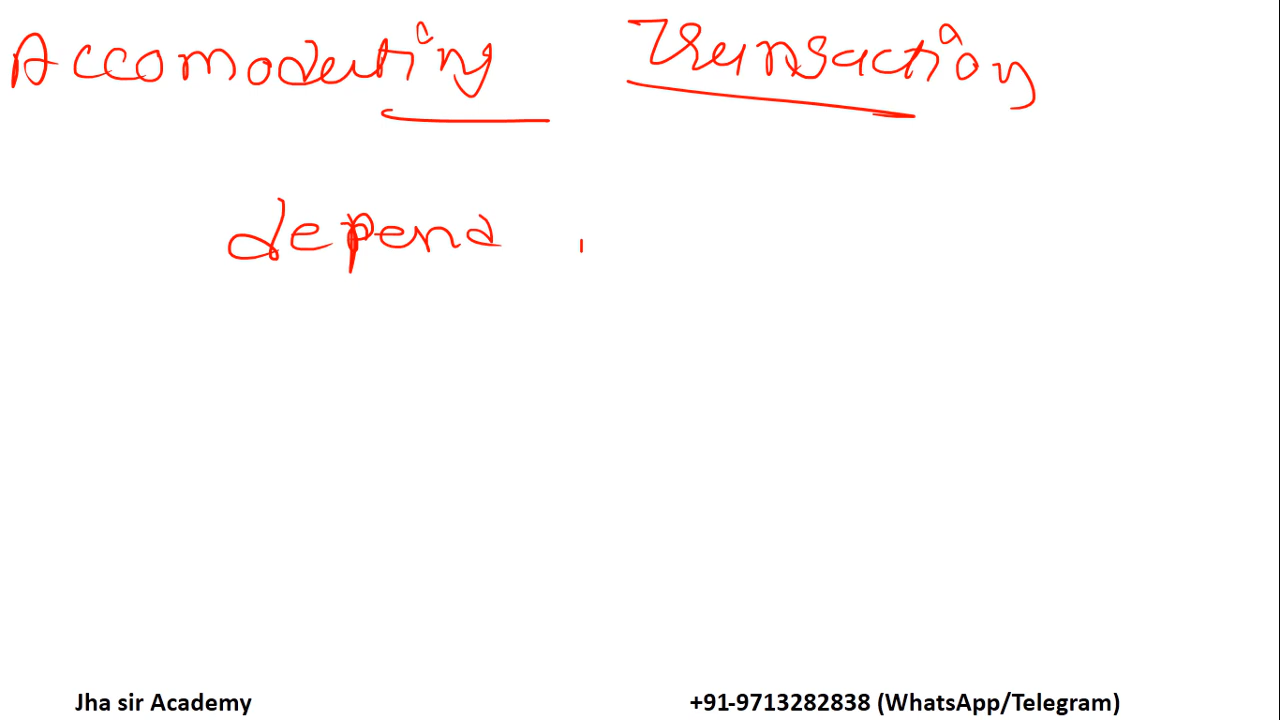 Accomodating Transaction
depend
Jha sir Academy +91-9713282838 (WhatsApp/Telegram)